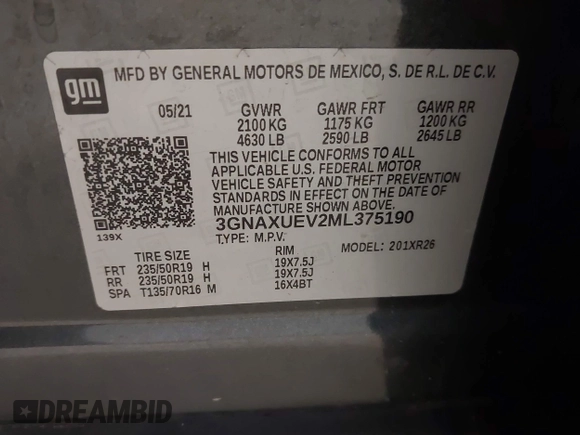 gm
MFD BY GENERAL MOTORS DE MEXICO, S. DE R.L. DE C.V.
05/21 GVWR GAWR FRT GAWR RR
2100 KG 1175 KG 1200 KG
4630 LB 2590 LB 2645 LB
THIS VEHICLE CONFORMS TO ALL
APPLICABLE U.S. FEDERAL MOTOR
VEHICLE SAFETY AND THEFT PREVENTION
STANDARDS IN EFFECT ON THE DATE OF
MANUFACTURE SHOWN ABOVE.
139X
3GNAXUEV2ML375190
TYPE: M.P.V. MODEL: 201XR26
TIRE SIZE RIM
FRT 235/50R19 H 19X7.5J
RR 235/50R19 H 19X7.5J
SPA T135/70R16 M 16X4BT
DREAMBID